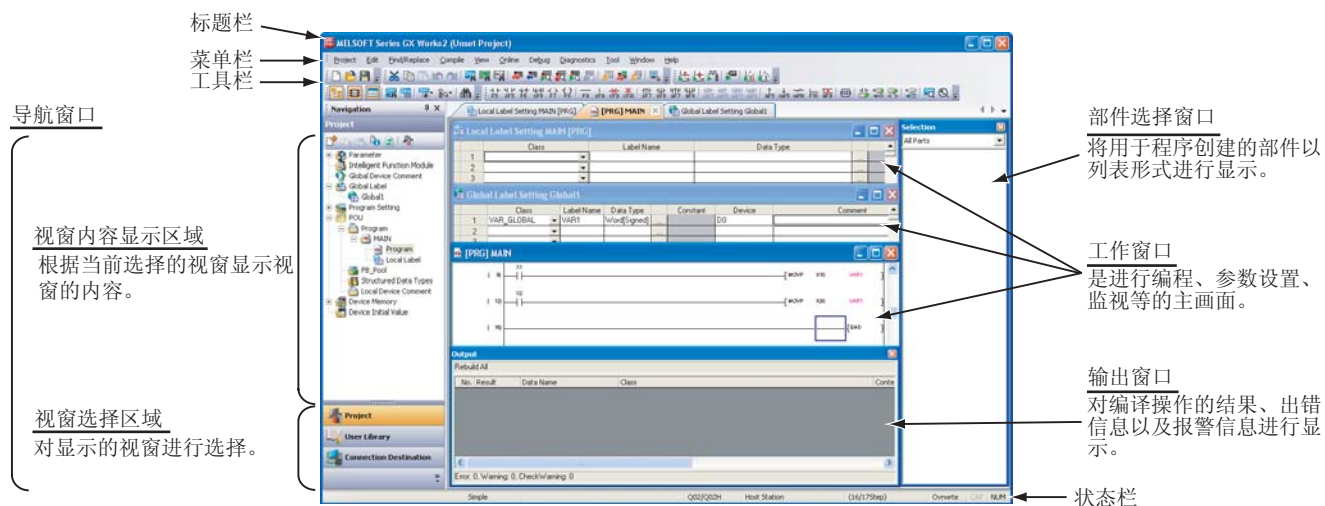 标题栏
菜单栏
工具栏
导航窗口
视窗内容显示区域
根据当前选择的视窗显示视
窗的内容。
视窗选择区域
对显示的视窗进行选择。
MELSOFT Series GX Works2 (Unset Project)
Project Edit Find/Replace Compile View Online Debug Diagnostics Tool Window Help
Navigation
Project
Parameter
Intelligent Function Module
Global Device Comment
Global Label
Global1
Program Setting
POU
Program
MAIN
Program
Local Label
FB_Pool
Structured Data Types
Local Device Comment
Device Memory
Device Initial Value
Project
User Library
Connection Destination
Local Label Setting MAIN [PRG] [PRG] MAIN Global Label Setting Global1
Local Label Setting MAIN [PRG]
Class Label Name Data Type
1
2
3
Global Label Setting Global1
Class Label Name Data Type Constant Device Comment
1 VAR_GLOBAL VAR1 Word[Signed] ... D0
2
[PRG] MAIN
MOVP VAR1
MOVP VAR1
END
Output
Rebuild All
No. Result Data Name Class Conte
Error: 0, Warning: 0, CheckWarning: 0
Simple Q02/Q02H Host Station (16/17Step) Ovrwrte CAP NUM
Selection
All Parts
部件选择窗口
将用于程序创建的部件以
列表形式进行显示。
工作窗口
是进行编程、参数设置、
监视等的主画面。
输出窗口
对编译操作的结果、出错
信息以及报警信息进行显
示。
状态栏